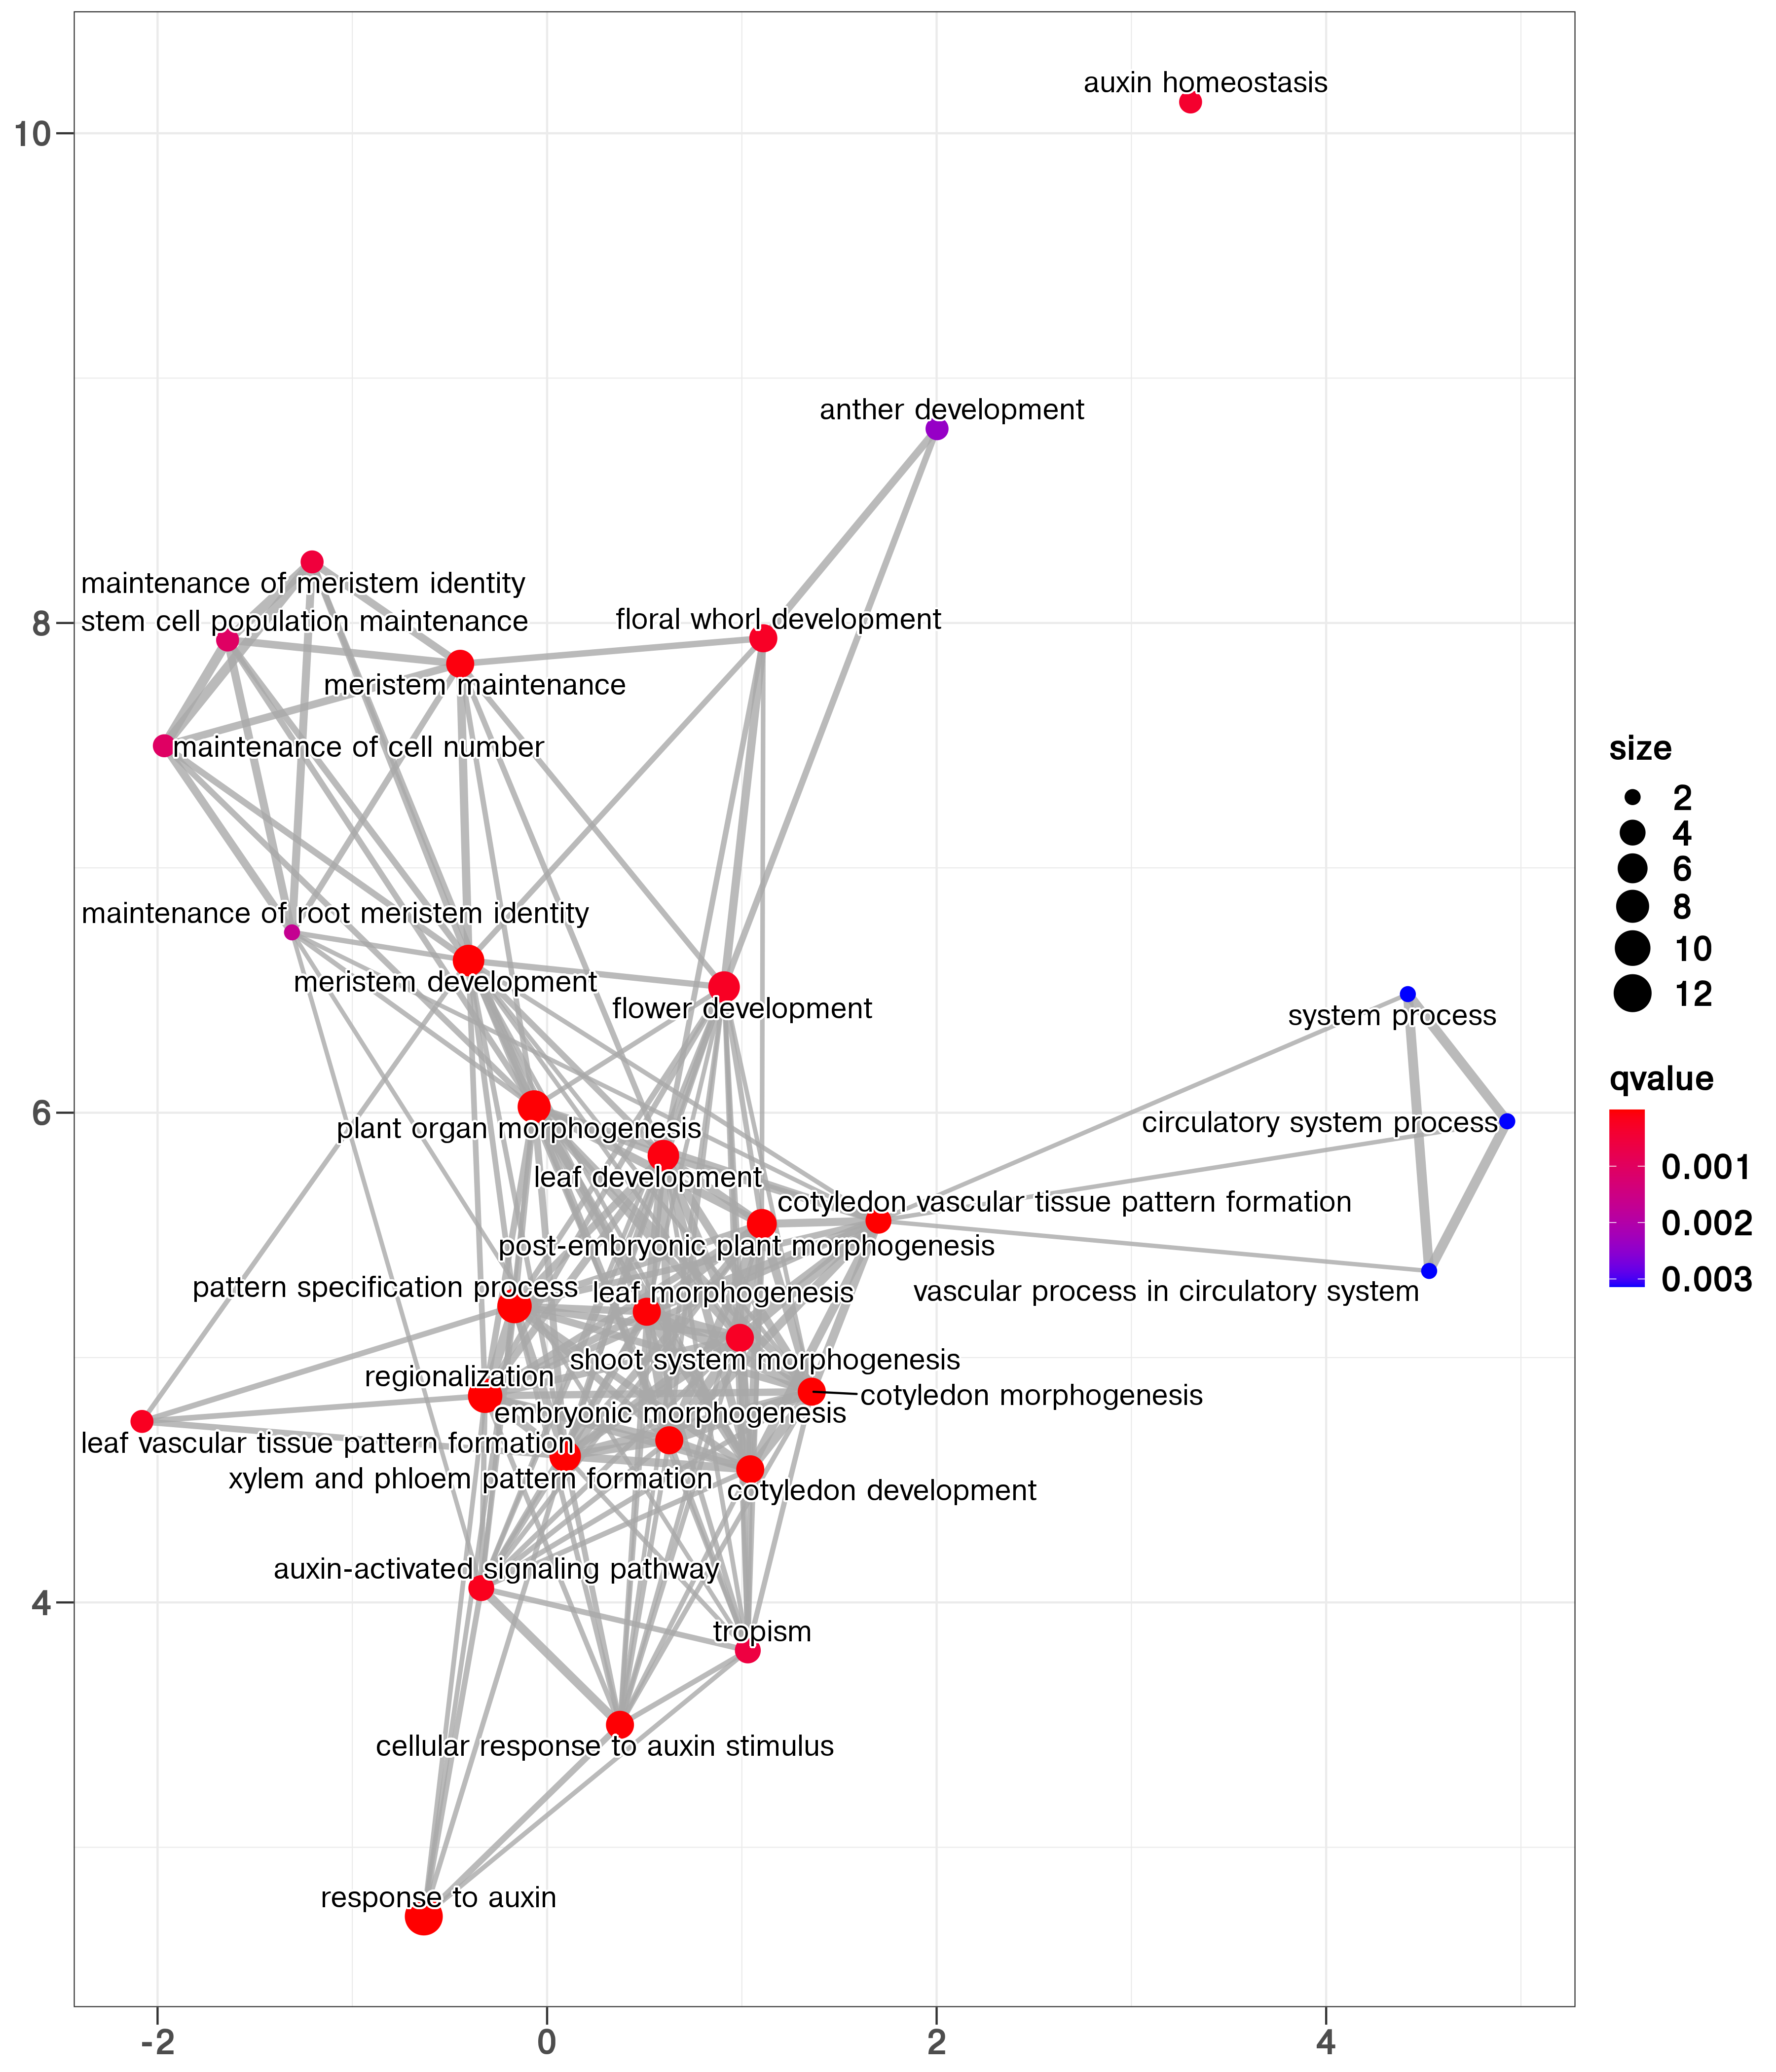 auxin homeostasis
10
anther development
maintenance of meristem identity
stem cell population maintenance
floral whorl development
8
meristem maintenance
maintenance of cell number
size
2
4
6
8
10
12
maintenance of root meristem identity
meristem development
flower development
system process
qvalue
0.001
0.002
0.003
6
circulatory system process
plant organ morphogenesis
leaf development
cotyledon vascular tissue pattern formation
post-embryonic plant morphogenesis
pattern specification process
leaf morphogenesis
vascular process in circulatory system
shoot system morphogenesis
regionalization
cotyledon morphogenesis
embryonic morphogenesis
leaf vascular tissue pattern formation
xylem and phloem pattern formation
cotyledon development
auxin-activated signaling pathway
4
tropism
cellular response to auxin stimulus
response to auxin
-2
0
2
4